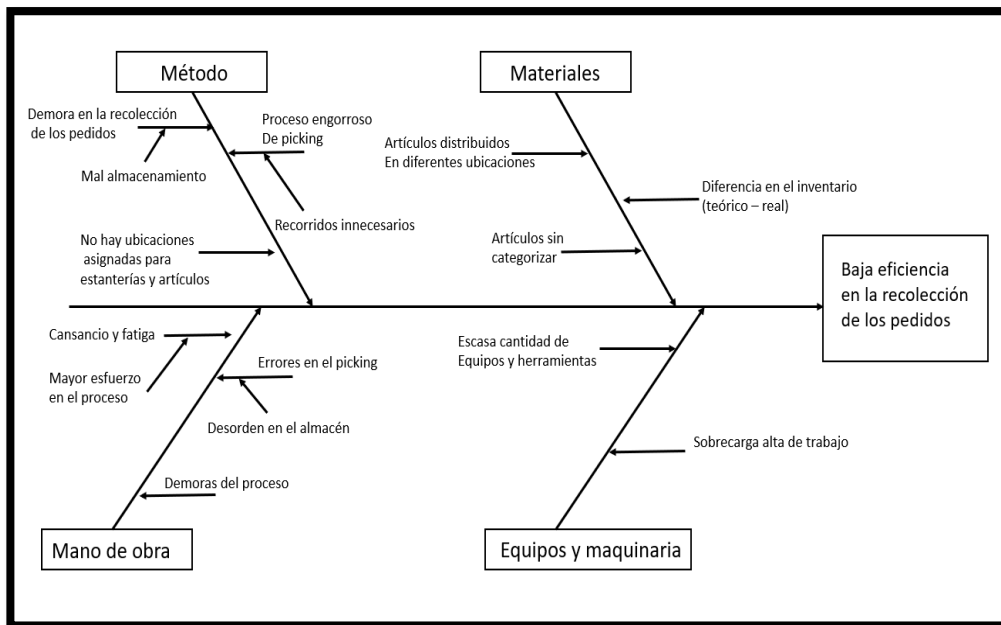 Método
Materiales
Demora en la recolección
de los pedidos
Proceso engorroso
De picking
Mal almacenamiento
Recorridos innecesarios
No hay ubicaciones
asignadas para
estanterías y artículos
Artículos distribuidos
En diferentes ubicaciones
Diferencia en el inventario
(teórico – real)
Artículos sin
categorizar
Baja eficiencia
en la recolección
de los pedidos
Cansancio y fatiga
Mayor esfuerzo
en el proceso
Errores en el picking
Desorden en el almacén
Demoras del proceso
Escasa cantidad de
Equipos y herramientas
Sobrecarga alta de trabajo
Mano de obra
Equipos y maquinaria